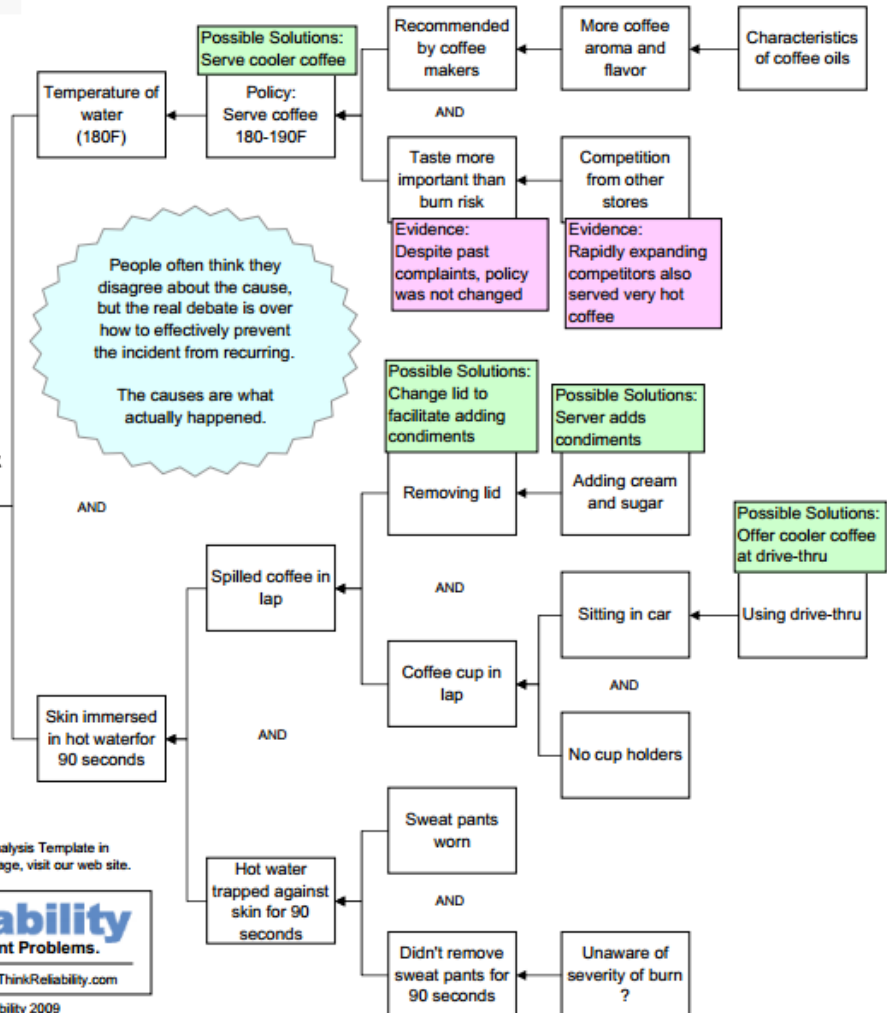 Possible Solutions:
Serve cooler coffee
Temperature of
water
(180F)
Policy:
Serve coffee
180-190F
Recommended
by coffee
makers
More coffee
aroma and
flavor
Characteristics
of coffee oils
AND
Taste more
important than
burn risk
Competition
from other
stores
Evidence:
Despite past
complaints, policy
was not changed
Evidence:
Rapidly expanding
competitors also
served very hot
coffee
People often think they
disagree about the cause,
but the real debate is over
how to effectively prevent
the incident from recurring.
The causes are what
actually happened.
AND
Possible Solutions:
Change lid to
facilitate adding
condiments
Possible Solutions:
Server adds
condiments
Removing lid
Adding cream
and sugar
Possible Solutions:
Offer cooler coffee
at drive-thru
Spilled coffee in
lap
AND
Sitting in car
Using drive-thru
Coffee cup in
lap
AND
No cup holders
Skin immersed
in hot waterfor
90 seconds
AND
Sweat pants
worn
Hot water
trapped against
skin for 90
seconds
AND
Didn't remove
sweat pants for
90 seconds
Unaware of
severity of burn
?
alysis Template in
age, visit our web site.
ability
nt Problems.
ThinkReliability.com
bility 2009